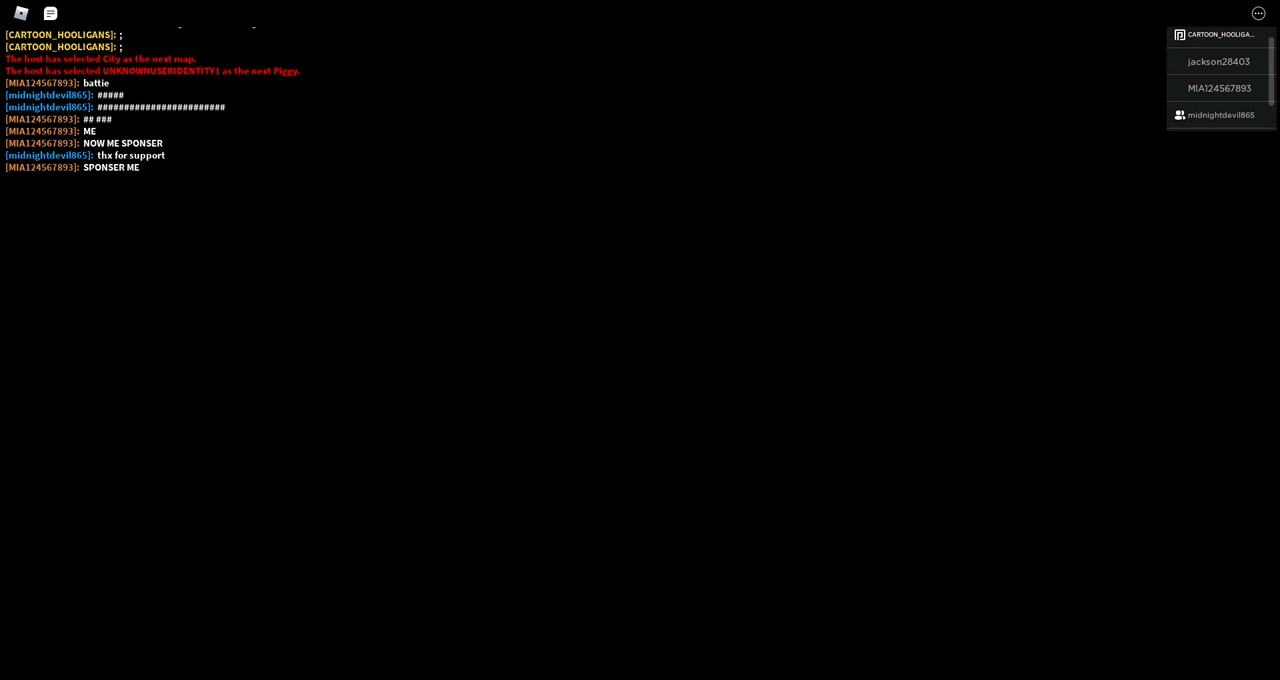 [CARTOON_HOOLIGANS]: ;
[CARTOON_HOOLIGANS]: ;
The host has selected City as the next map.
The host has selected UNKNOWNUSERIDENTITY1 as the next Piggy.
[MIA124567893]: battie
[midnightdevil865]: #####
[midnightdevil865]: ########################
[MIA124567893]: ## ###
[MIA124567893]: ME
[MIA124567893]: NOW ME SPONSER
[midnightdevil865]: thx for support
[MIA124567893]: SPONSER ME
CARTOON_HOOLIGA...
jackson28403
MIA124567893
midnightdevil865